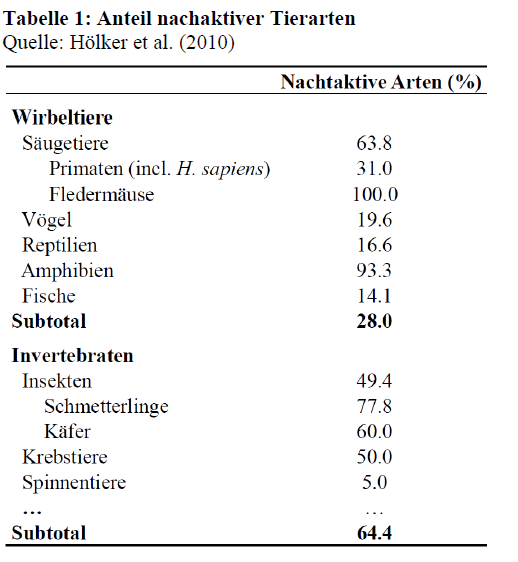 Tabelle 1: Anteil nachaktiver Tierarten
Quelle: Hölker et al. (2010)
Nachtaktive Arten (%)
Wirbeltiere
Säugetiere 63.8
Primaten (incl. H. sapiens) 31.0
Fledermäuse 100.0
Vögel 19.6
Reptilien 16.6
Amphibien 93.3
Fische 14.1
Subtotal 28.0
Invertebraten
Insekten 49.4
Schmetterlinge 77.8
Käfer 60.0
Krebstiere 50.0
Spinnentiere 5.0
... ...
Subtotal 64.4